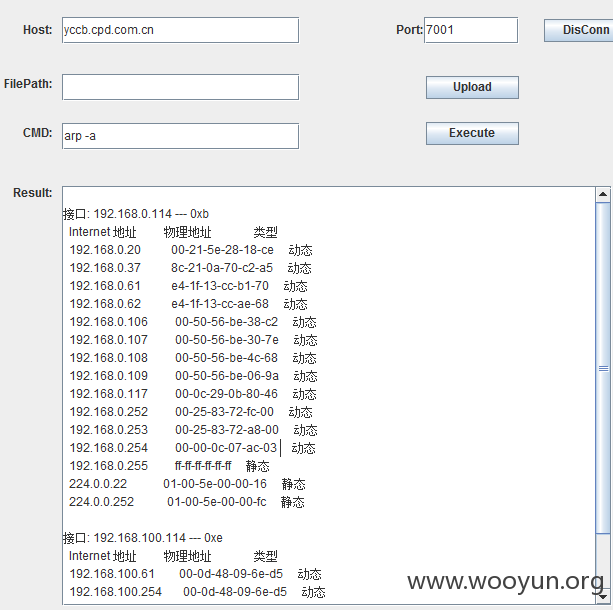 Host: yccb.cpd.com.cn Port: 7001 DisConn
FilePath: Upload
CMD: arp -a Execute
Result:
接口: 192.168.0.114 --- 0xb
Internet 地址 物理地址 类型
192.168.0.20 00-21-5e-28-18-ce 动态
192.168.0.37 8c-21-0a-70-c2-a5 动态
192.168.0.61 e4-1f-13-cc-b1-70 动态
192.168.0.62 e4-1f-13-cc-ae-68 动态
192.168.0.106 00-50-56-be-38-c2 动态
192.168.0.107 00-50-56-be-30-7e 动态
192.168.0.108 00-50-56-be-4c-68 动态
192.168.0.109 00-50-56-be-06-9a 动态
192.168.0.117 00-0c-29-0b-80-46 动态
192.168.0.252 00-25-83-72-fc-00 动态
192.168.0.253 00-25-83-72-a8-00 动态
192.168.0.254 00-00-0c-07-ac-03 动态
192.168.0.255 ff-ff-ff-ff-ff-ff 静态
224.0.0.22 01-00-5e-00-00-16 静态
224.0.0.252 01-00-5e-00-00-fc 静态
接口: 192.168.100.114 --- 0xe
Internet 地址 物理地址 类型
192.168.100.61 00-0d-48-09-6e-d5 动态
192.168.100.254 00-0d-48-09-6e-d5 动态
www.wooyun.org